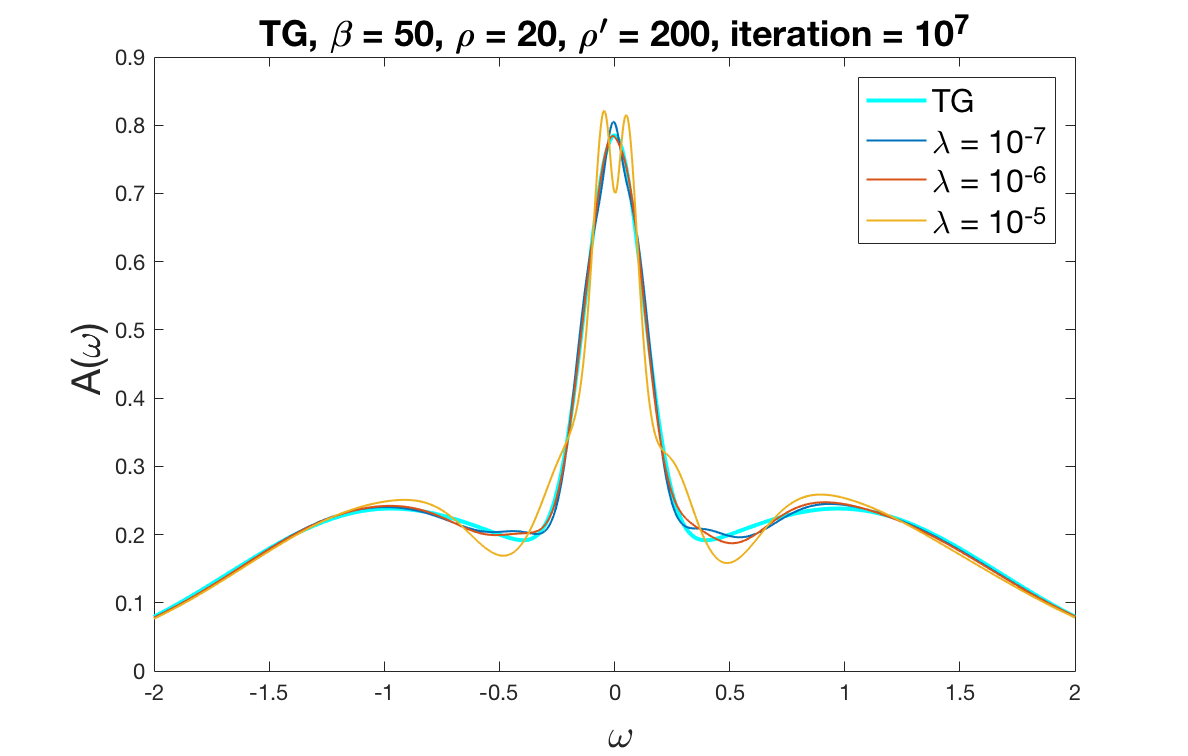 TG, β = 50, ρ = 20, ρ′ = 200, iteration = 10⁷
0.9
0.8
0.7
0.6
0.5
0.4
0.3
0.2
0.1
0
A(ω)
-2 -1.5 -1 -0.5 0 0.5 1 1.5 2
ω
TG
λ = 10⁻⁷
λ = 10⁻⁶
λ = 10⁻⁵